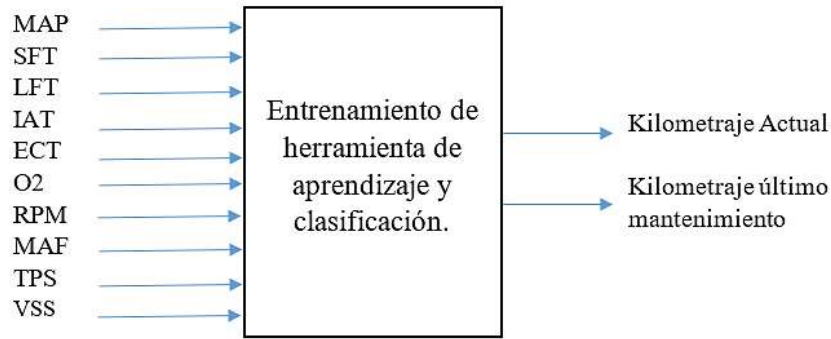 MAP
SFT
LFT
IAT
ECT
O2
RPM
MAF
TPS
VSS
Entrenamiento de
herramienta de
aprendizaje y
clasificación.
Kilometraje Actual
Kilometraje último
mantenimiento